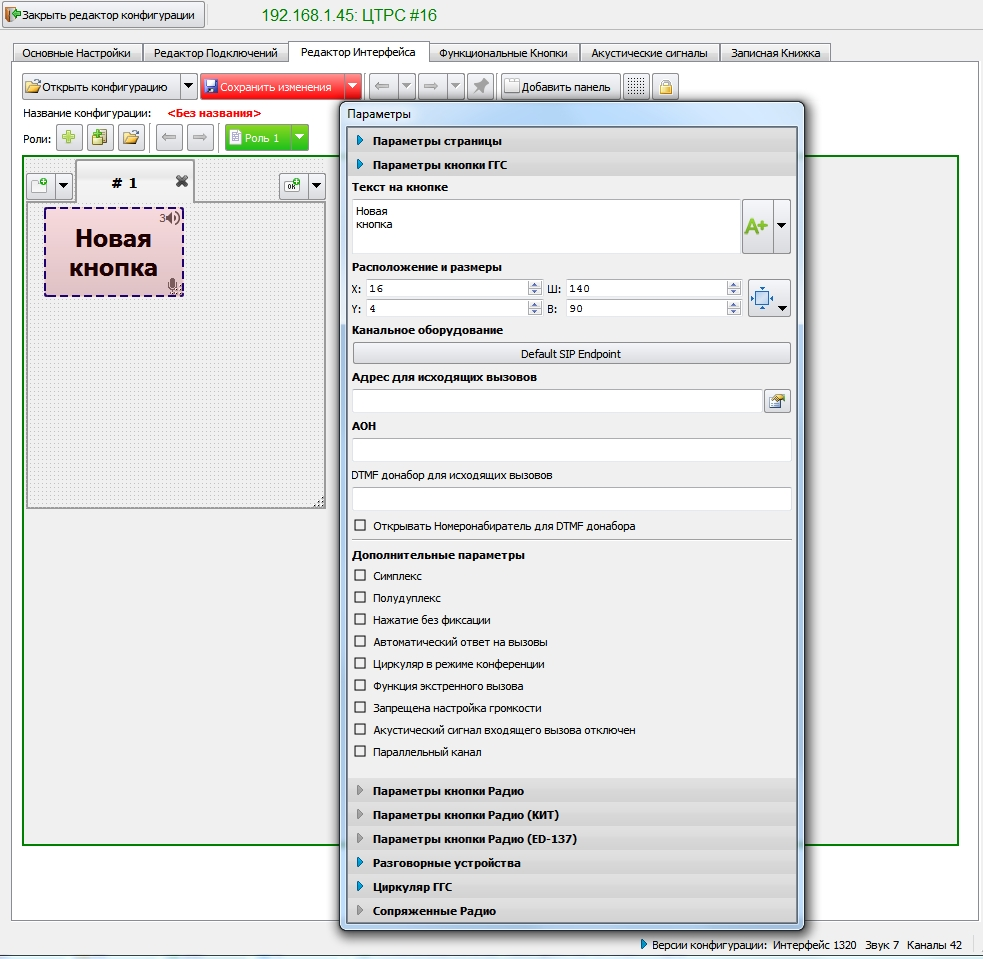 Закрыть редактор конфигурации
192.168.1.45: ЦТРС #16
Основные Настройки
Редактор Подключений
Редактор Интерфейса
Функциональные Кнопки
Акустические сигналы
Записная Книжка
Открыть конфигурацию
Сохранить изменения
Добавить панель
Название конфигурации:
<Без названия>
Роли:
Роль 1
# 1
OK
3
Новая
кнопка
Параметры
Параметры страницы
Параметры кнопки ГГС
Текст на кнопке
Новая
кнопка
A+
Расположение и размеры
X: 16 Ш: 140
Y: 4 В: 90
Канальное оборудование
Default SIP Endpoint
Адрес для исходящих вызовов
АОН
DTMF донабор для исходящих вызовов
Открывать Номеронабиратель для DTMF донабора
Дополнительные параметры
Симплекс
Полудуплекс
Нажатие без фиксации
Автоматический ответ на вызовы
Циркуляр в режиме конференции
Функция экстренного вызова
Запрещена настройка громкости
Акустический сигнал входящего вызова отключен
Параллельный канал
Параметры кнопки Радио
Параметры кнопки Радио (КИТ)
Параметры кнопки Радио (ED-137)
Разговорные устройства
Циркуляр ГГС
Сопряженные Радио
Версии конфигурации: Интерфейс 1320 Звук 7 Каналы 42